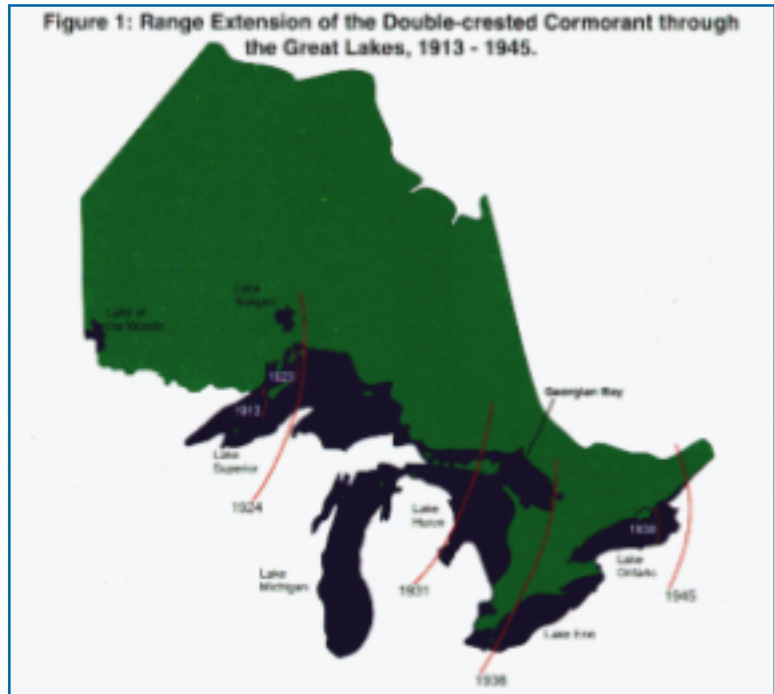 Figure 1: Range Extension of the Double-crested Cormorant through
the Great Lakes, 1913 - 1945.
Lake
Nipigon
Lake of
the Woods
1920
1913
Georgian Bay
Lake
Superior
1924
Lake
Huron
1938
Lake
Ontario
Lake
Michigan
1931
1945
Lake Erie